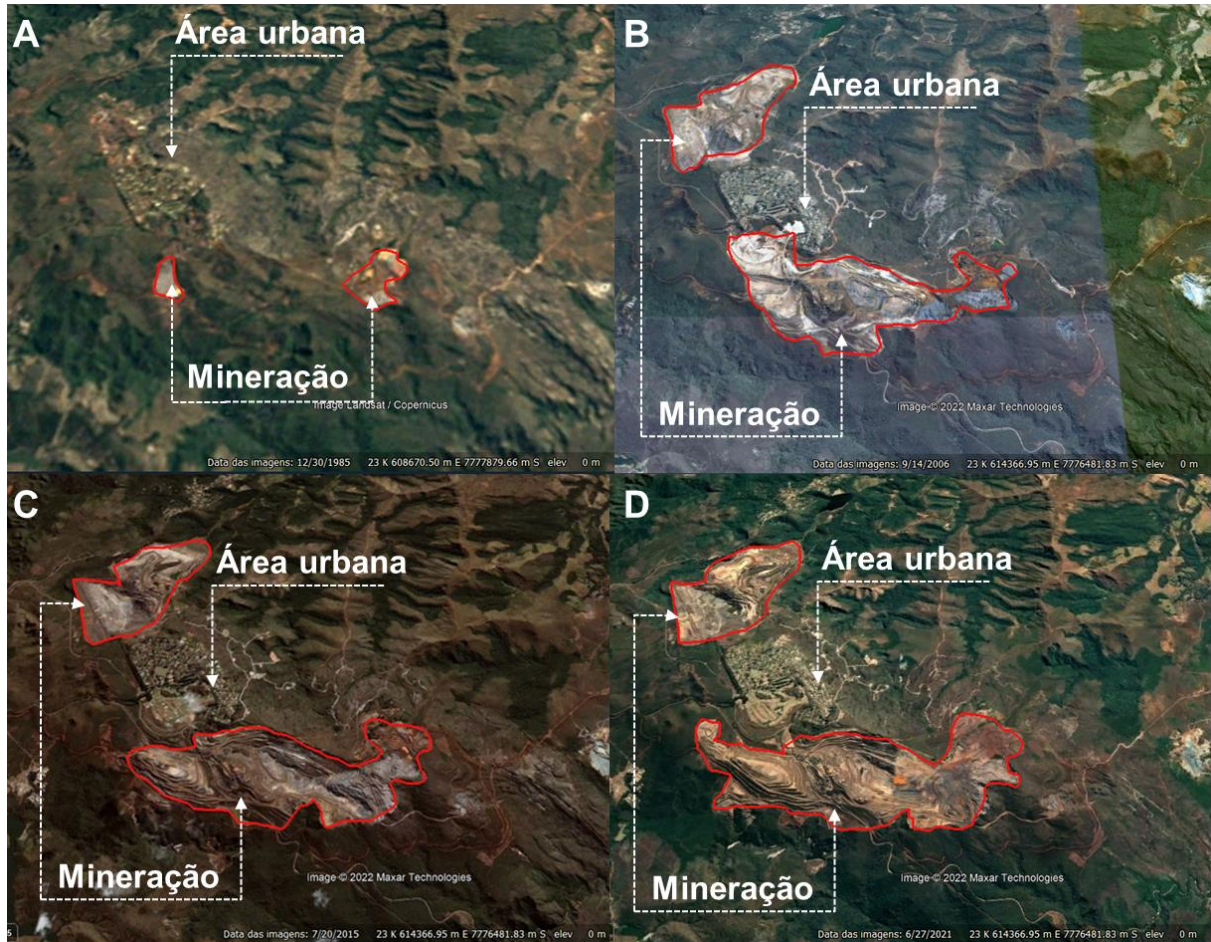 A
Área urbana
Mineração
Image Landsat / Copernicus
Data das imagens: 12/30/1985 23 K 608670.50 m E 7777879.66 m S elev 0 m
B
Área urbana
Mineração
Image © 2022 Maxar Technologies
Data das imagens: 9/14/2006 23 K 614366.95 m E 7776481.83 m S elev 0 m
C
Área urbana
Mineração
Image © 2022 Maxar Technologies
5
Data das imagens: 7/20/2015 23 K 614366.95 m E 7776481.83 m S elev 0 m
D
Área urbana
Mineração
Image © 2022 Maxar Technologies
Data das imagens: 6/27/2021 23 K 614366.95 m E 7776481.83 m S elev 0 m